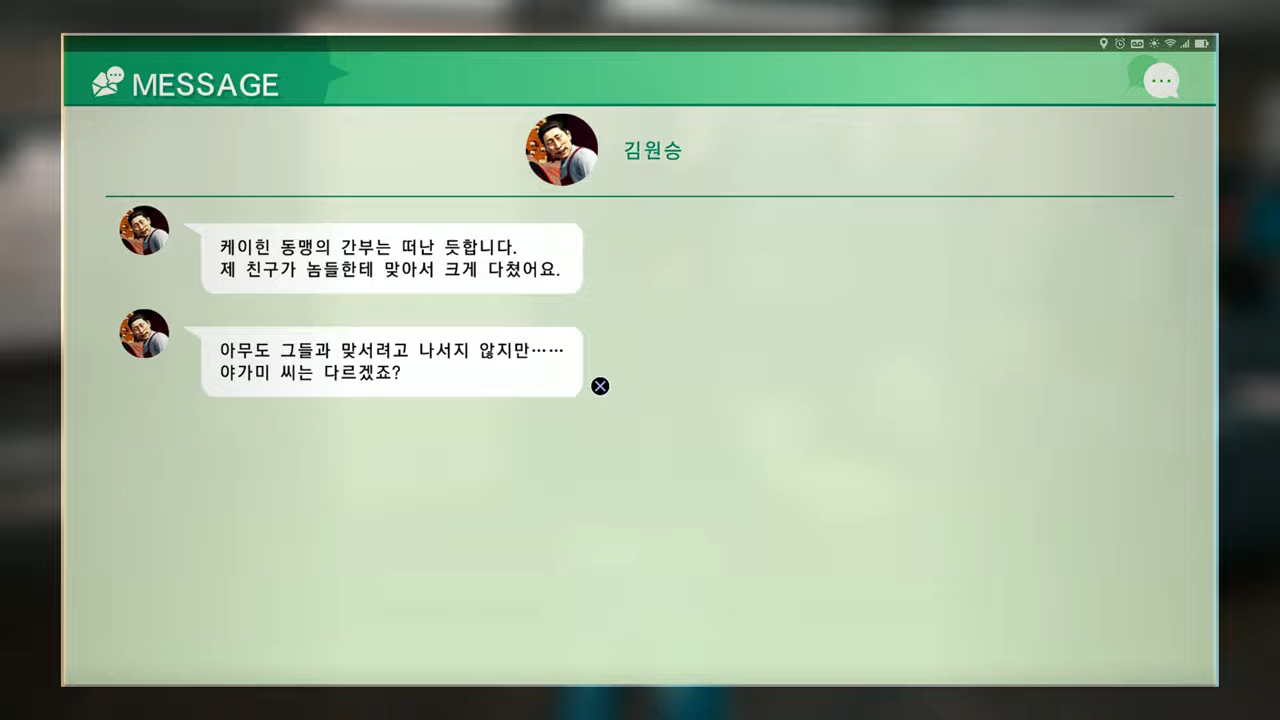 MESSAGE
김원승
케이힌 동맹의 간부는 떠난 듯합니다.
제 친구가 놈들한테 맞아서 크게 다쳤어요.
아무도 그들과 맞서려고 나서지 않지만……
야가미 씨는 다르겠죠?